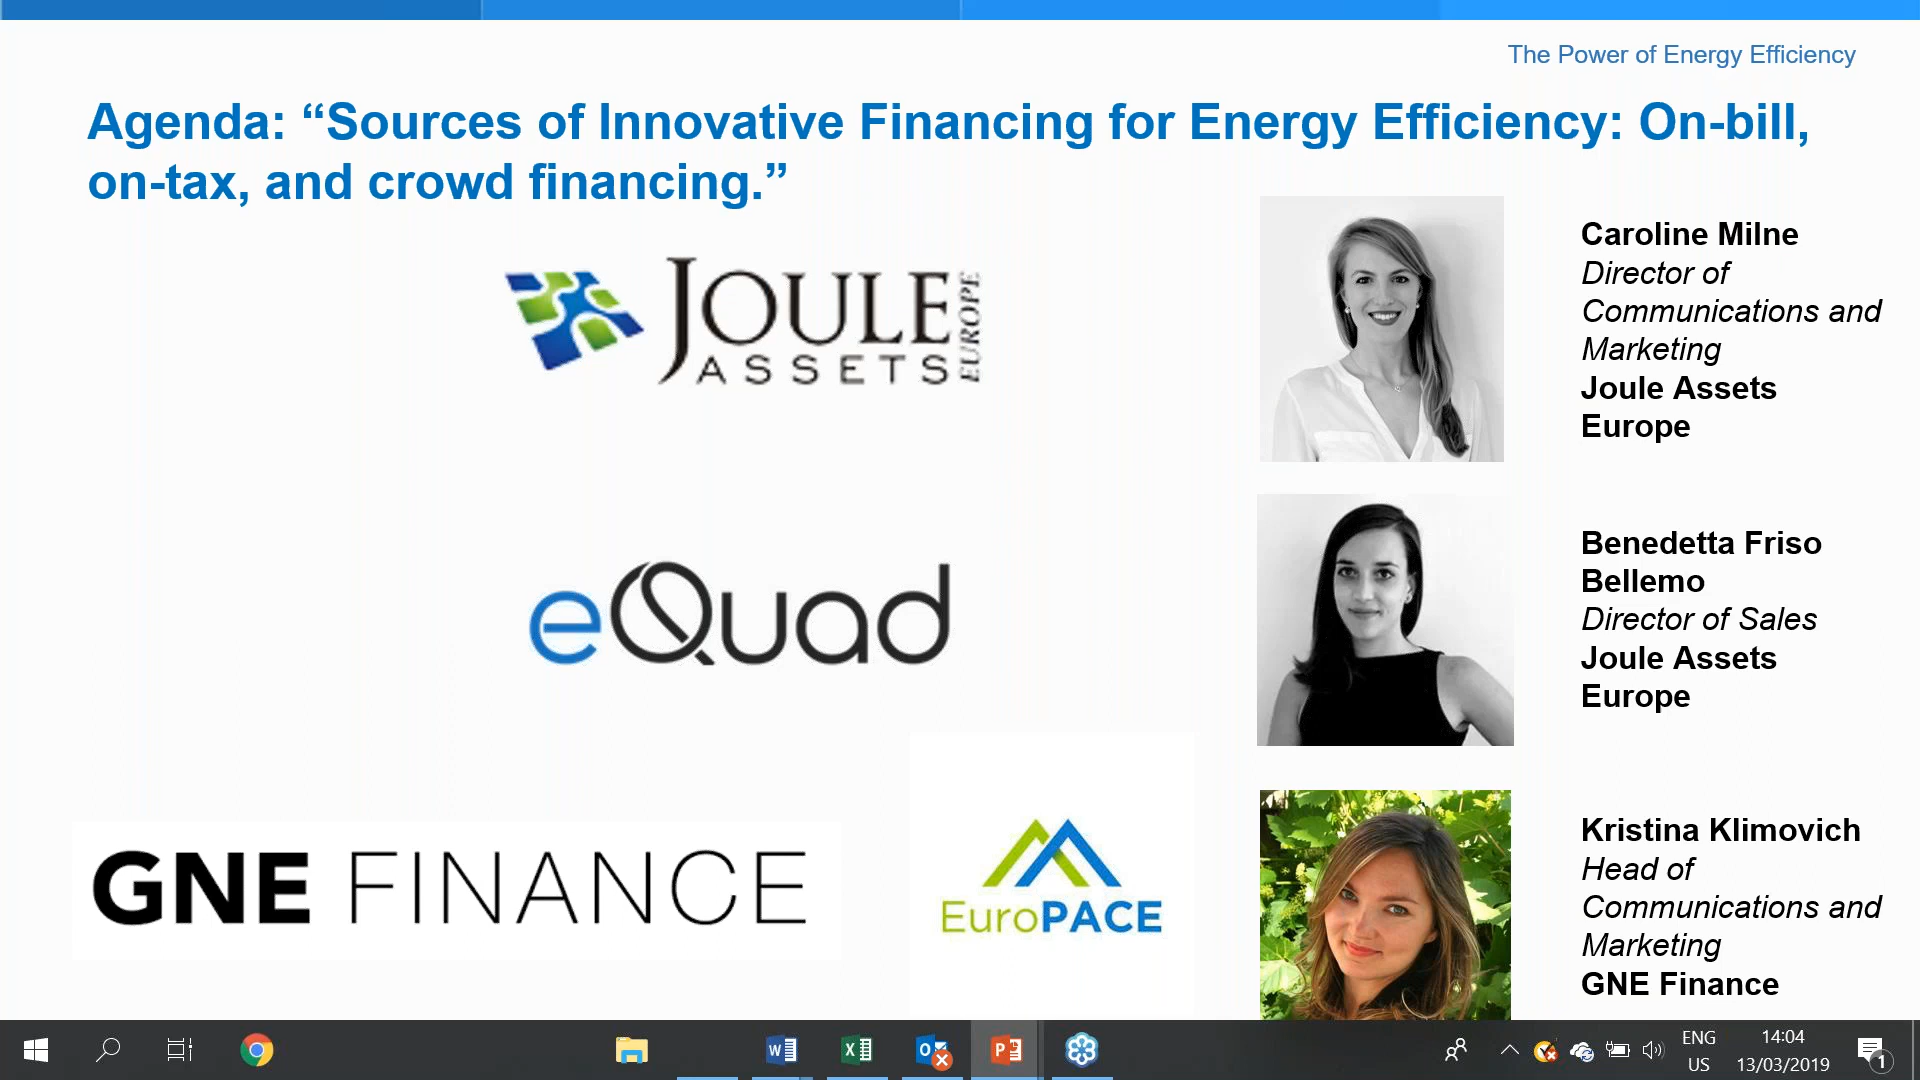 The Power of Energy Efficiency
Agenda: “Sources of Innovative Financing for Energy Efficiency: On-bill,
on-tax, and crowd financing.”
JOULE
ASSETS
EUROPE
Caroline Milne
Director of
Communications and
Marketing
Joule Assets
Europe
eQuad
Benedetta Friso
Bellemo
Director of Sales
Joule Assets
Europe
GNE FINANCE
EuroPACE
Kristina Klimovich
Head of
Communications and
Marketing
GNE Finance
ENG
US
14:04
13/03/2019
1